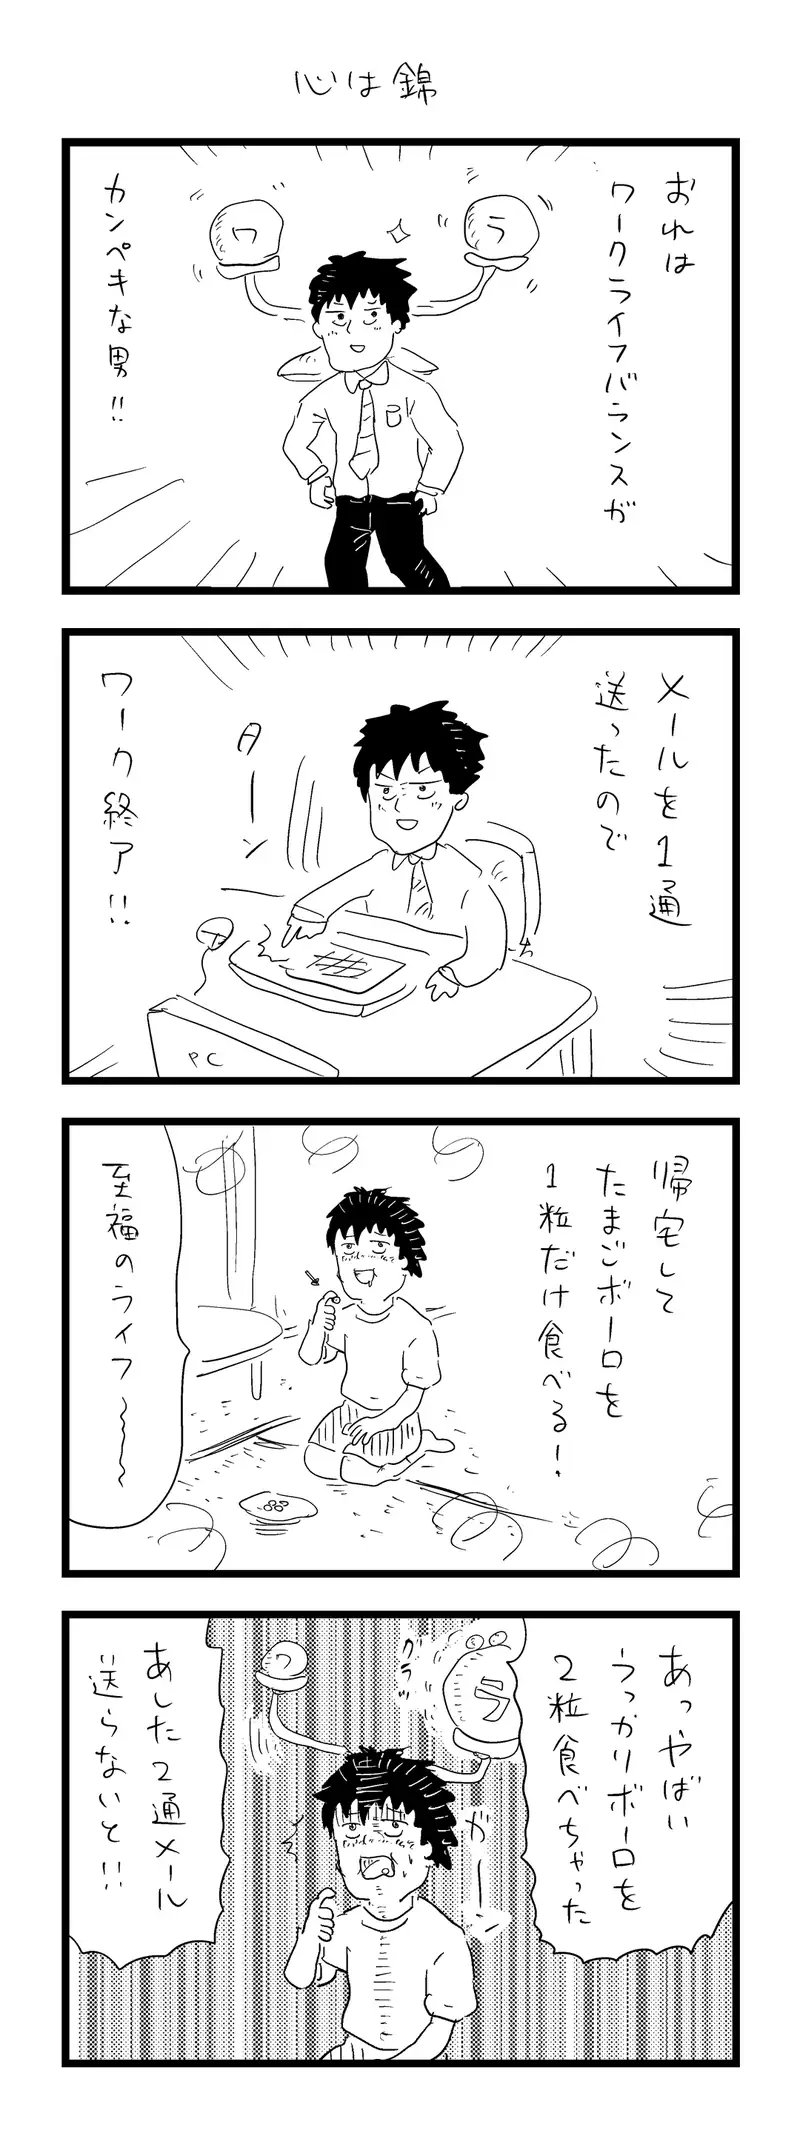 心は錦
おれは
ワークライフバランスが
カンペキな男!!
ラ
ワ
メールを1通
送ったので
ターン
ワーク終了!!
PC
帰宅して
たまごボーロを
1粒だけ食べる!
至福のライフ〜〜
あっやばい
うっかりボーロを
2粒食べちゃった
ラ
グラッ
ワ
ガーン
あした2通メール
送らないと!!